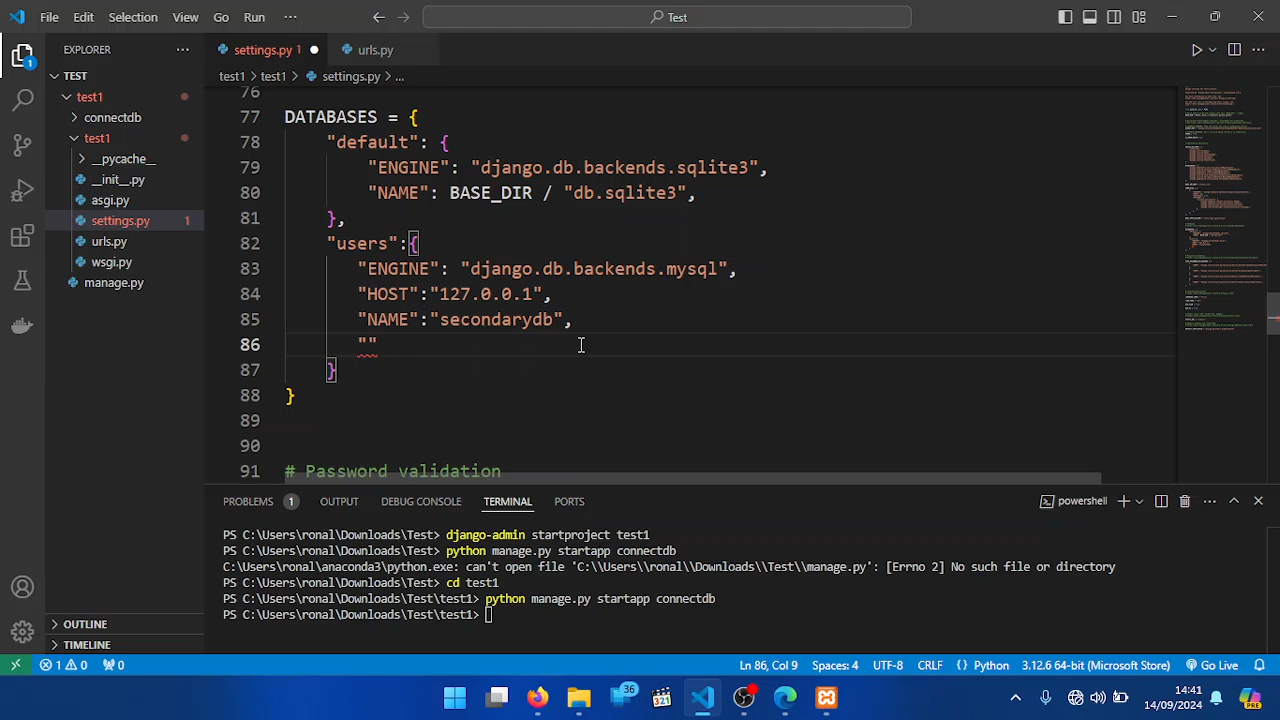 File Edit Selection View Go Run ··· Test
EXPLORER
TEST
test1
connectdb
test1
__pycache__
__init__.py
asgi.py
settings.py 1
urls.py
wsgi.py
manage.py
OUTLINE
TIMELINE
settings.py 1
urls.py
test1 > test1 > settings.py > ...
76
77 DATABASES = {
78 "default": {
79 "ENGINE": "django.db.backends.sqlite3",
80 "NAME": BASE_DIR / "db.sqlite3",
81 },
82 "users":{
83 "ENGINE": "django.db.backends.mysql",
84 "HOST":"127.0.0.1",
85 "NAME":"secondarydb",
86 ""
87 }
88 }
89
90
91 # Password validation
PROBLEMS 1 OUTPUT DEBUG CONSOLE TERMINAL PORTS powershell
PS C:\Users\ronal\Downloads\Test> django-admin startproject test1
PS C:\Users\ronal\Downloads\Test> python manage.py startapp connectdb
C:\Users\ronal\anaconda3\python.exe: can't open file 'C:\\Users\\ronal\\Downloads\\Test\\manage.py': [Errno 2] No such file or directory
PS C:\Users\ronal\Downloads\Test> cd test1
PS C:\Users\ronal\Downloads\Test\test1> python manage.py startapp connectdb
PS C:\Users\ronal\Downloads\Test\test1>
1 0 0 Ln 86, Col 9 Spaces: 4 UTF-8 CRLF {} Python 3.12.6 64-bit (Microsoft Store) Go Live
36
321
14:41
14/09/2024
PRE